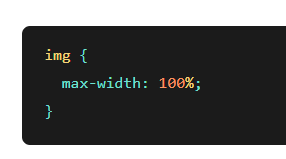 img {
  max-width: 100%;
}